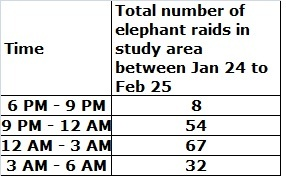 Time
Total number of
elephant raids in
study area
between Jan 24 to
Feb 25
6 PM - 9 PM 8
9 PM - 12 AM 54
12 AM - 3 AM 67
3 AM - 6 AM 32